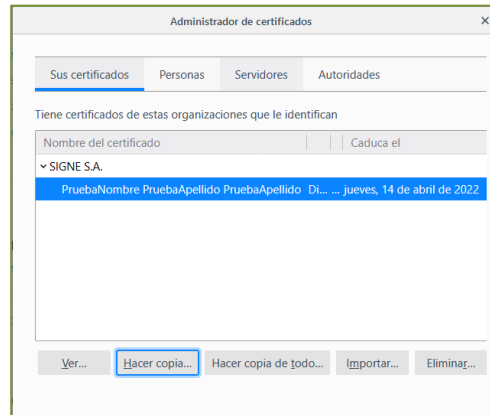 Administrador de certificados
Sus certificados Personas Servidores Autoridades
Tiene certificados de estas organizaciones que le identifican
Nombre del certificado Caduca el
SIGNE S.A.
PruebaNombre PruebaApellido PruebaApellido Di... ... jueves, 14 de abril de 2022
Ver... Hacer copia... Hacer copia de todo... Importar... Eliminar...